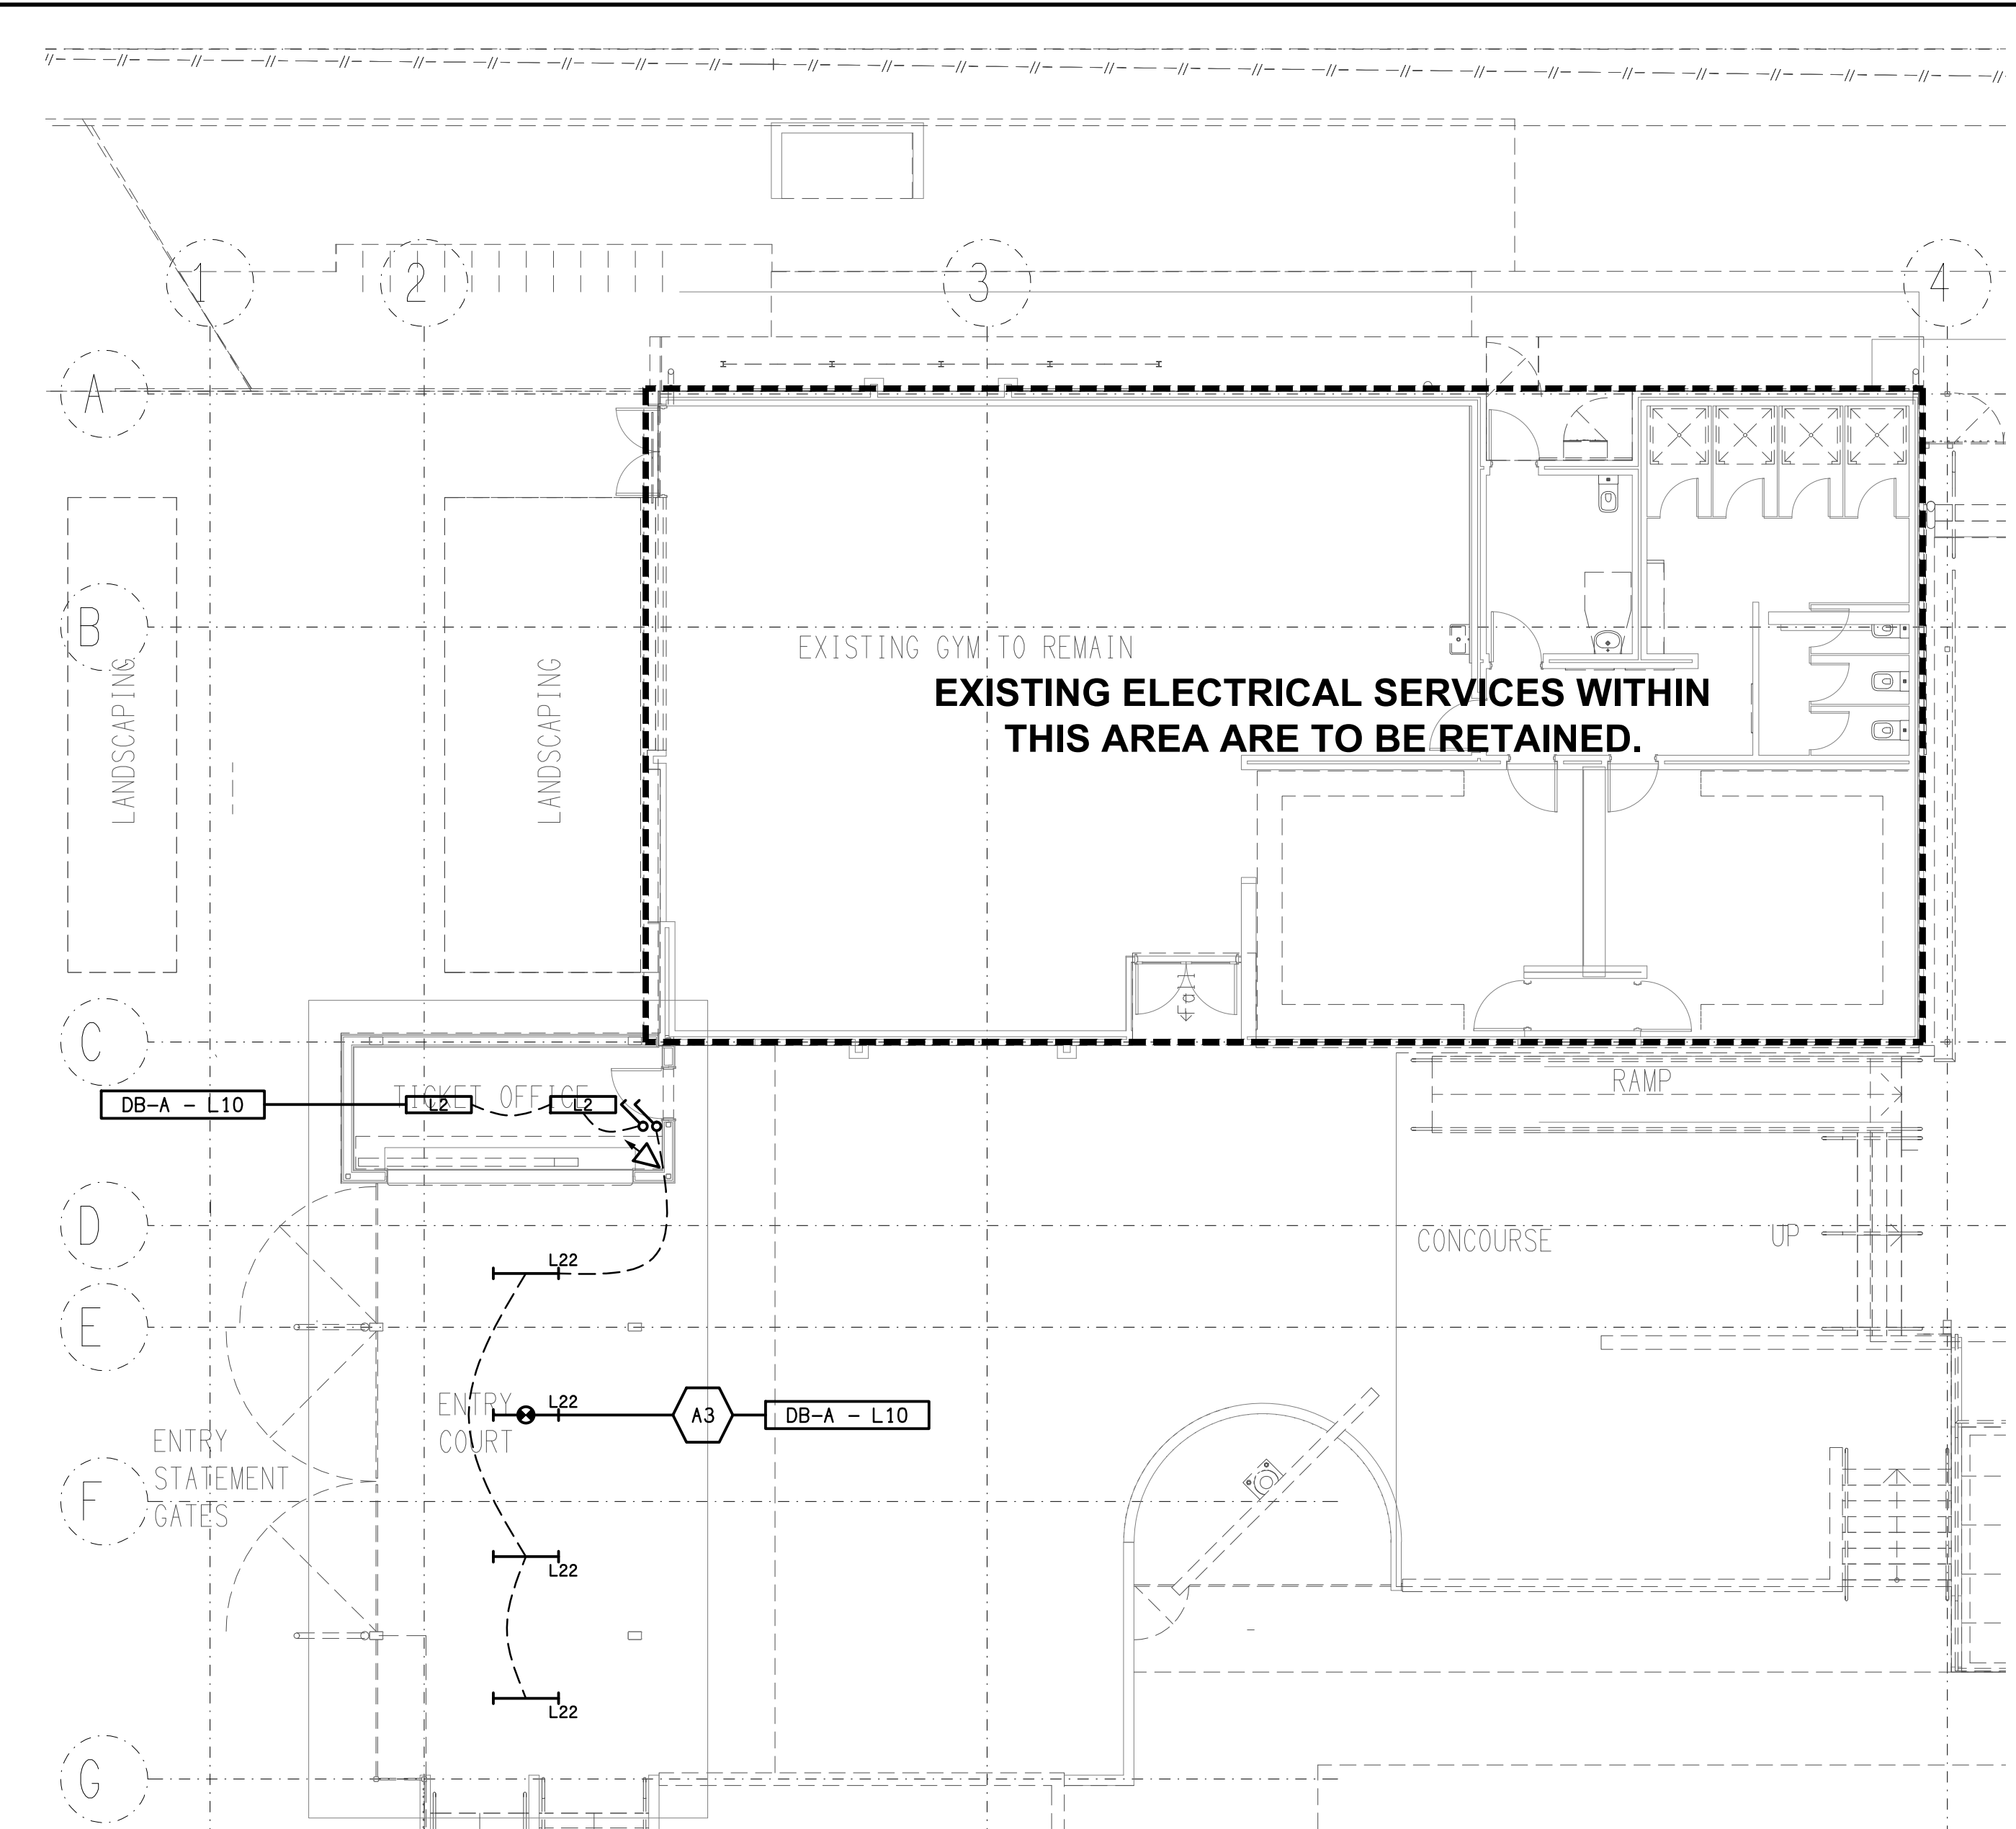 1
2
3
4
A
B
EXISTING GYM TO REMAIN
LANDSCAPING
LANDSCAPING
EXISTING ELECTRICAL SERVICES WITHIN
THIS AREA ARE TO BE RETAINED.
UP
C
RAMP
TICKET OFFICE
DB-A - L10
L2
L2
D
CONCOURSE
UP
L22
E
L22
ENTRY
COURT
A3
DB-A - L10
ENTRY
STATEMENT
GATES
F
L22
L22
G